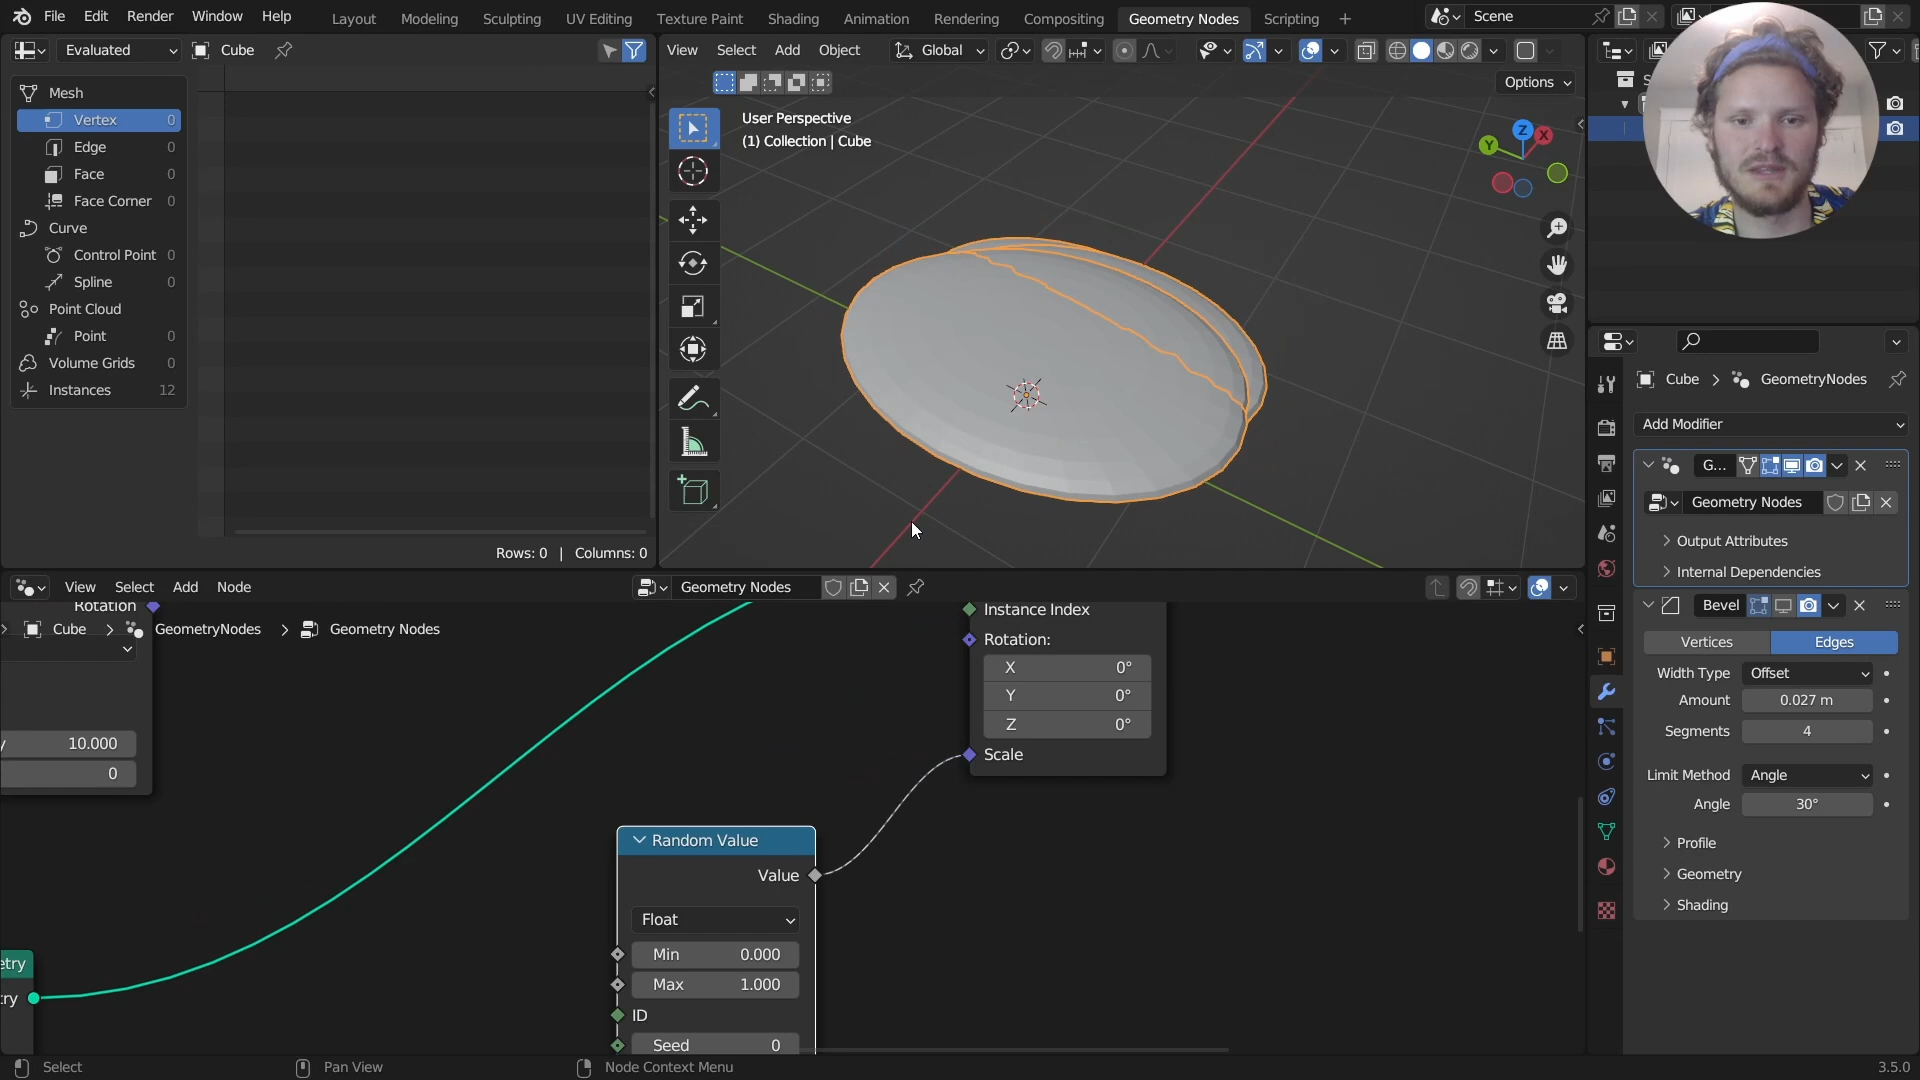 File Edit Render Window Help
Layout Modeling Sculpting UV Editing Texture Paint Shading Animation Rendering Compositing Geometry Nodes Scripting
Scene
Evaluated
Cube
View Select Add Object
Global
Options
Mesh
Vertex 0
Edge 0
Face 0
Face Corner 0
Curve
Control Point 0
Spline 0
Point Cloud
Point 0
Volume Grids 0
Instances 12
Rows: 0 | Columns: 0
User Perspective
(1) Collection | Cube
Z
X
Y
Cube GeometryNodes
Add Modifier
G...
Geometry Nodes
Output Attributes
Internal Dependencies
Bevel
Vertices Edges
Width Type Offset
Amount 0.027 m
Segments 4
Limit Method Angle
Angle 30°
Profile
Geometry
Shading
View Select Add Node
Geometry Nodes
Rotation
Cube GeometryNodes Geometry Nodes
y 10.000
0
etry
ry
Instance Index
Rotation:
X 0°
Y 0°
Z 0°
Scale
Random Value
Value
Float
Min 0.000
Max 1.000
ID
Seed 0
Select
Pan View
Node Context Menu
3.5.0